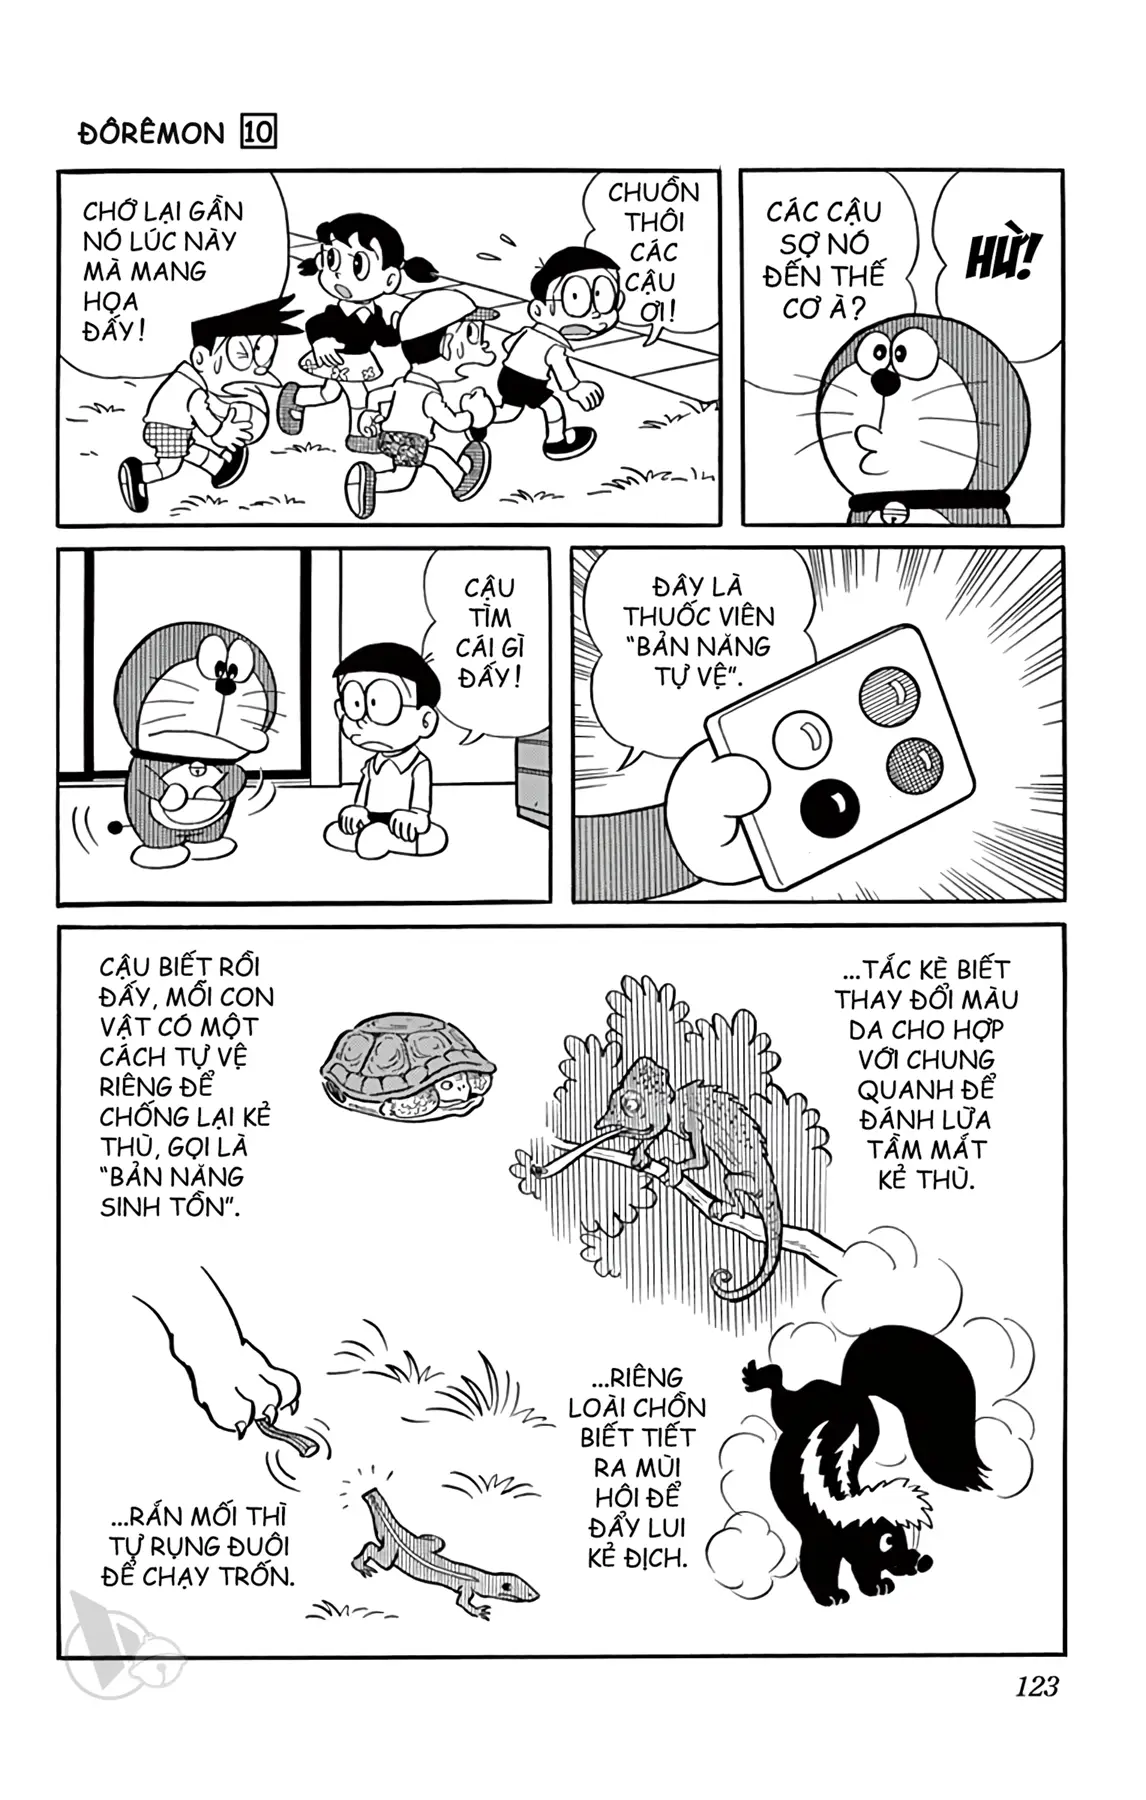 ĐÔRÊMON 10
CHỚ LẠI GẦN
NÓ LÚC NÀY
MÀ MANG
HỌA
ĐẤY!
CHUỒN
THÔI
CÁC
CẬU
ƠI!
CÁC CẬU
SỢ NÓ
ĐẾN THẾ
CƠ À?
HỪ!
CẬU
TÌM
CÁI GÌ
ĐẤY!
ĐÂY LÀ
THUỐC VIÊN
"BẢN NĂNG
TỰ VỆ".
CẬU BIẾT RỒI
ĐẤY, MỖI CON
VẬT CÓ MỘT
CÁCH TỰ VỆ
RIÊNG ĐỂ
CHỐNG LẠI KẺ
THÙ, GỌI LÀ
"BẢN NĂNG
SINH TỒN".
...TẮC KÈ BIẾT
THAY ĐỔI MÀU
DA CHO HỢP
VỚI CHUNG
QUANH ĐỂ
ĐÁNH LỪA
TẦM MẮT
KẺ THÙ.
...RIÊNG
LOÀI CHỒN
BIẾT TIẾT
RA MÙI
HÔI ĐỂ
ĐẨY LUI
KẺ ĐỊCH.
...RẮN MỐI THÌ
TỰ RỤNG ĐUÔI
ĐỂ CHẠY TRỐN.
123